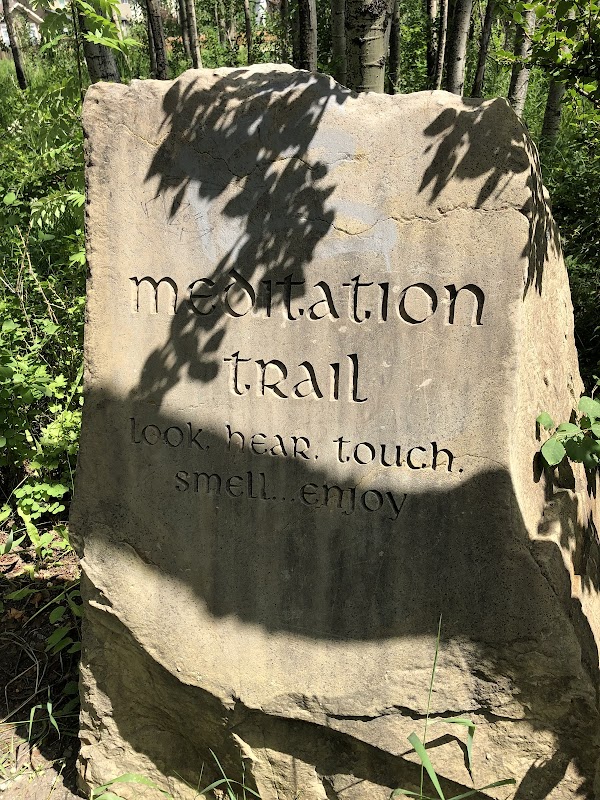 meditation
trail
look. hear. touch.
smell...enjoy